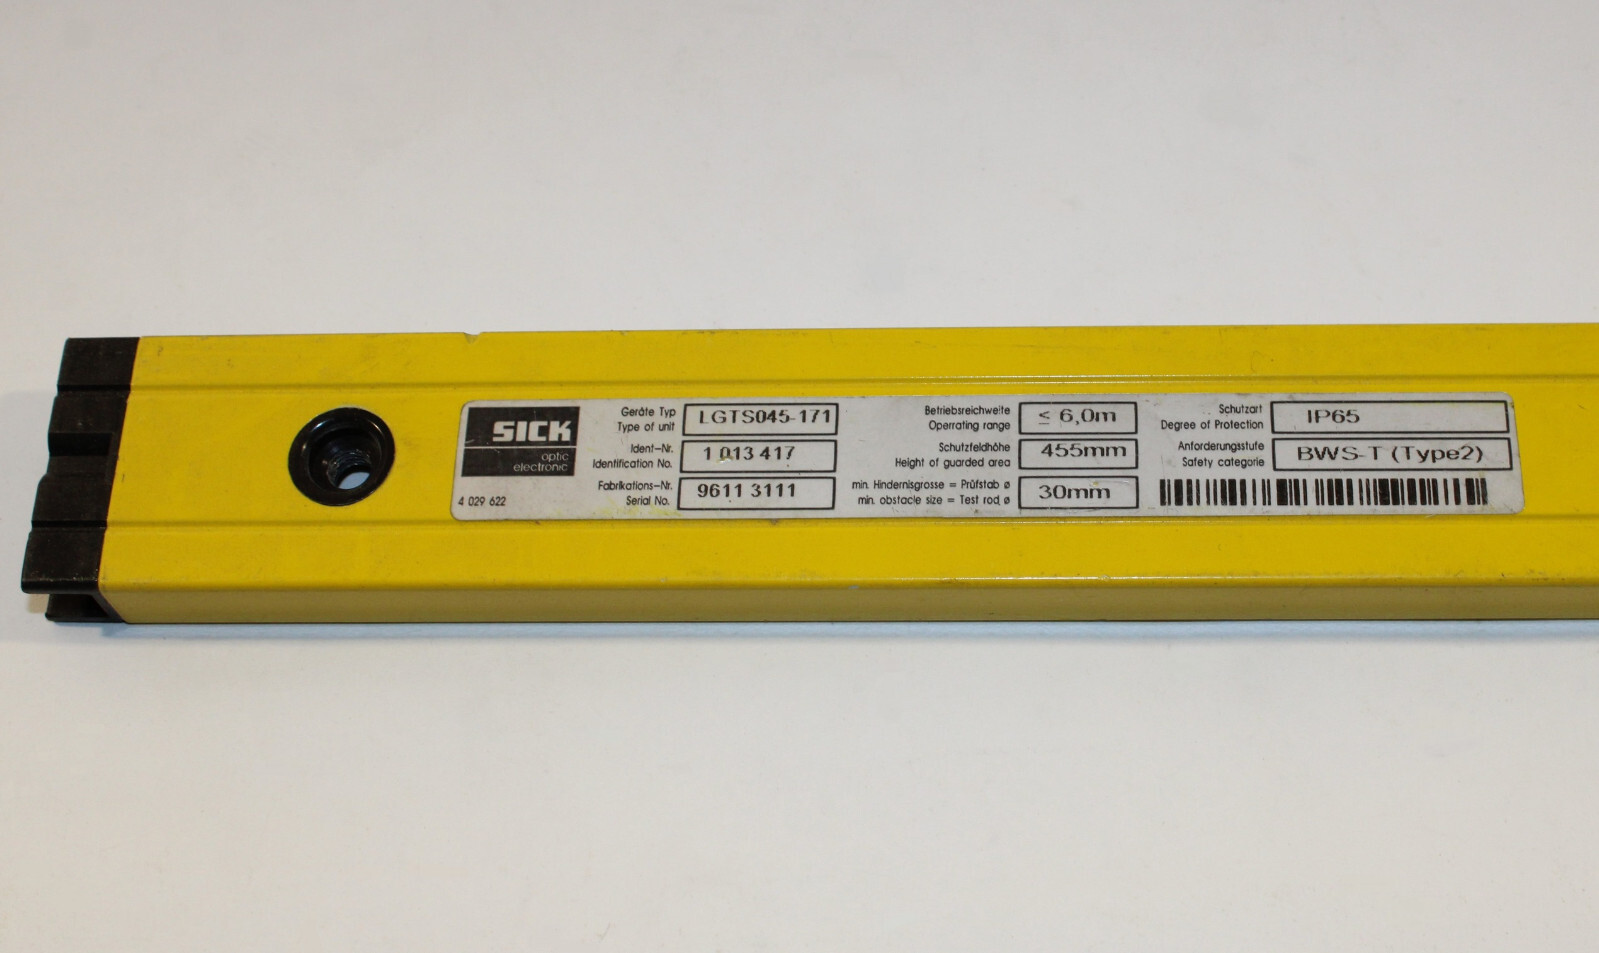 SICK
optic
electronic
4 029 622
Geräte Typ
Type of unit
LGTS045-171
Ident-Nr.
Identification No.
1 013 417
Fabrikations-Nr.
Serial No.
9611 3111
Betriebsreichweite
Operrating range
≤ 6,0m
Schutzfeldhöhe
Height of guarded area
455mm
min. Hindernisgrosse = Prüfstab ø
min. obstacle size = Test rod ø
30mm
Schutzart
Degree of Protection
IP65
Anforderungsstufe
Safety categorie
BWS-T (Type2)